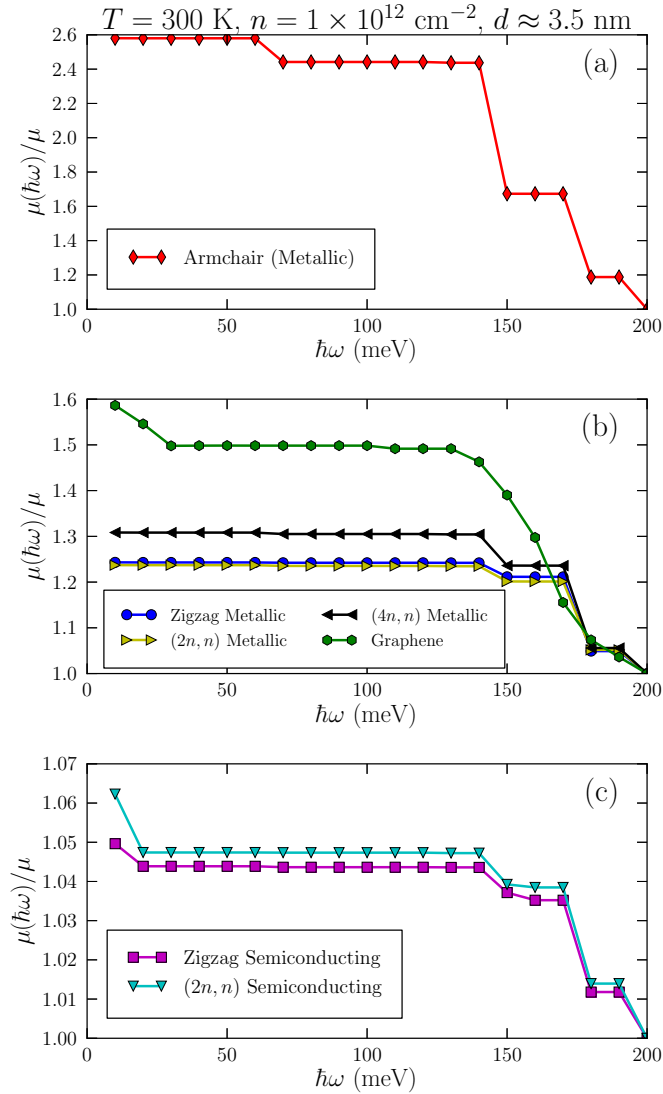 T = 300 K, n = 1 × 10¹² cm⁻², d ≈ 3.5 nm
2.6
2.4
2.2
2.0
1.8
1.6
1.4
1.2
1.0
μ(ħω)/μ
(a)
Armchair (Metallic)
0 50 100 150 200
ħω (meV)
1.6
1.5
1.4
1.3
1.2
1.1
1.0
μ(ħω)/μ
(b)
Zigzag Metallic
(2n, n) Metallic
(4n, n) Metallic
Graphene
0 50 100 150 200
ħω (meV)
1.07
1.06
1.05
1.04
1.03
1.02
1.01
1.00
μ(ħω)/μ
(c)
Zigzag Semiconducting
(2n, n) Semiconducting
0 50 100 150 200
ħω (meV)